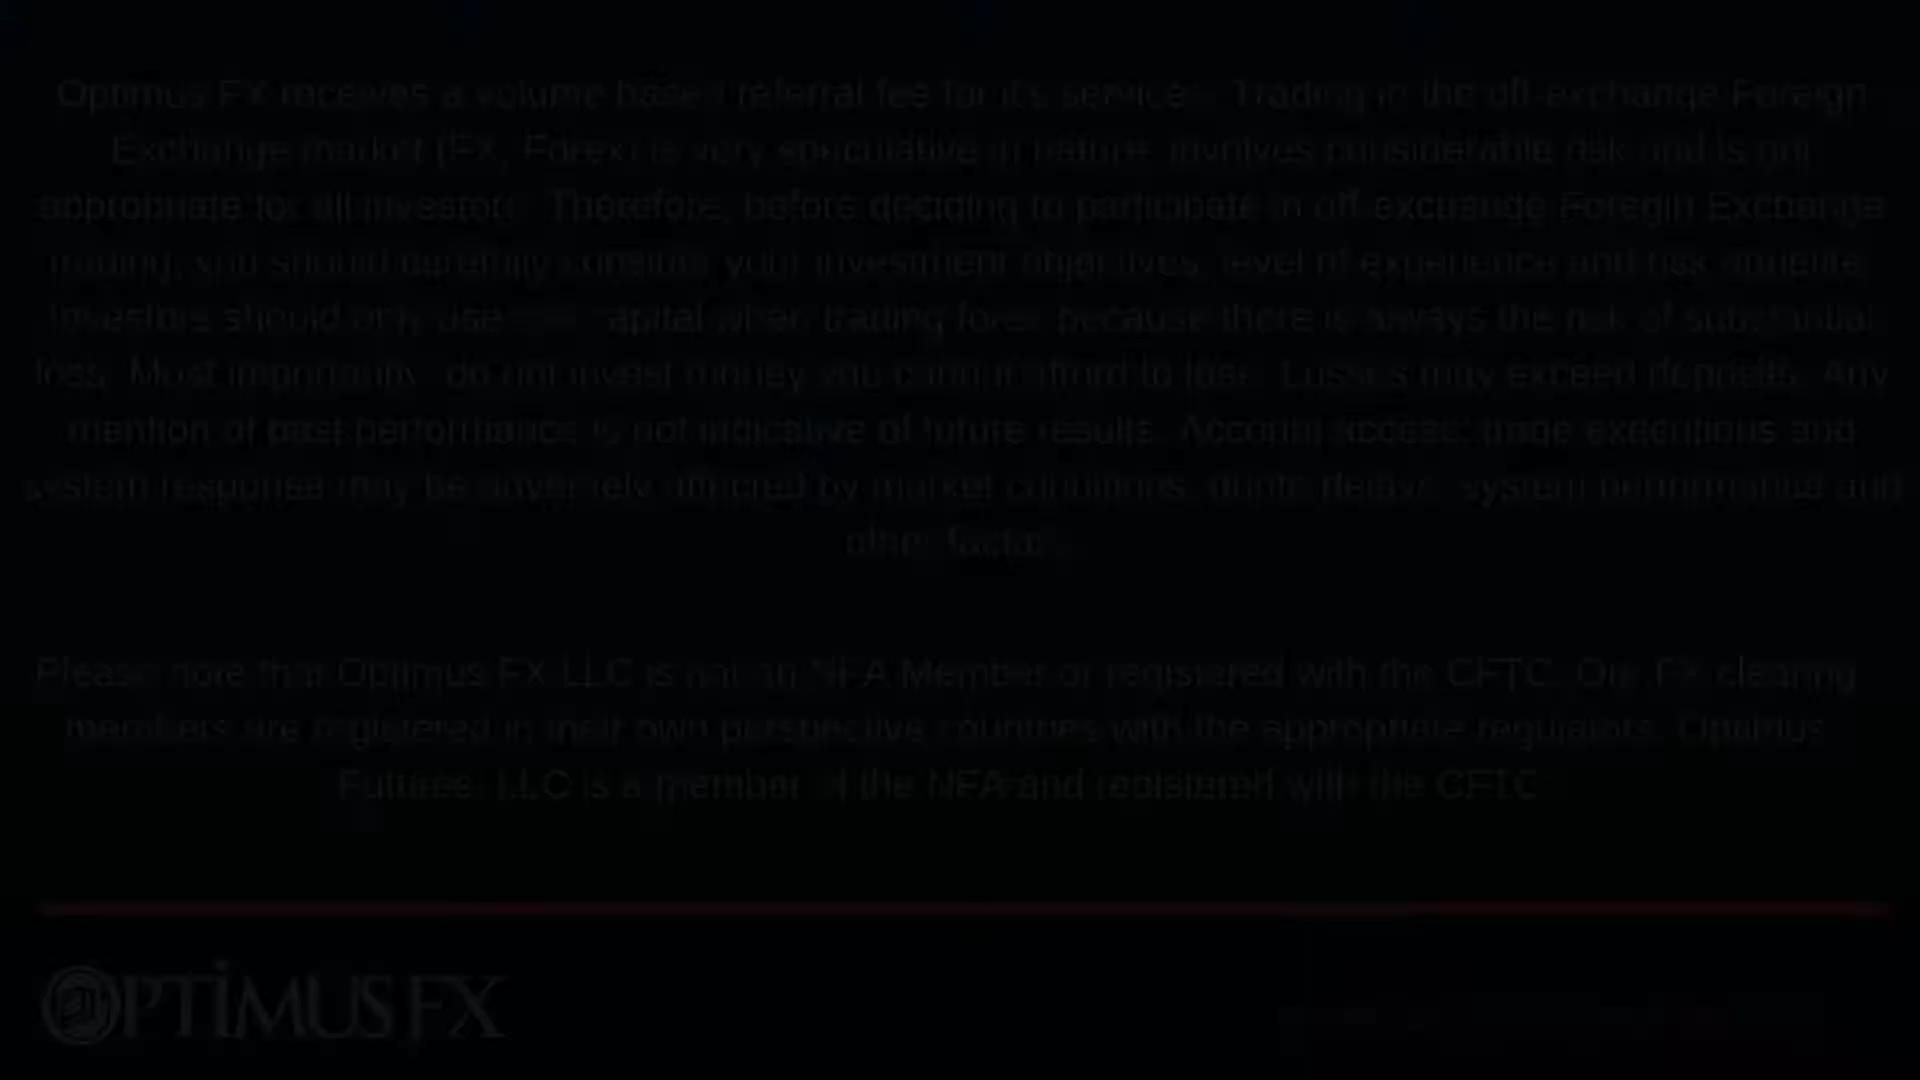 Optimus FX receives a volume based referral fee for its services. Trading in the off-exchange Foreign
Exchange market (FX, Forex) is very speculative in nature, involves considerable risk and is not
appropriate for all investors. Therefore, before deciding to participate in off-exchange Foreign Exchange
trading, you should carefully consider your investment objectives, level of experience and risk appetite.
Investors should only use risk capital when trading forex because there is always the risk of substantial
loss. Most importantly, do not invest money you cannot afford to lose. Losses may exceed deposits. Any
mention of past performance is not indicative of future results. Account access, trade executions and
system response may be adversely affected by market conditions, quote delays, system performance and
other factors.
Please note that Optimus FX LLC is not an NFA Member or registered with the CFTC. Our FX clearing
members are registered in their own perspective countries with the appropriate regulators. Optimus
Futures, LLC is a member of the NFA and registered with the CFTC
OPTIMUS FX